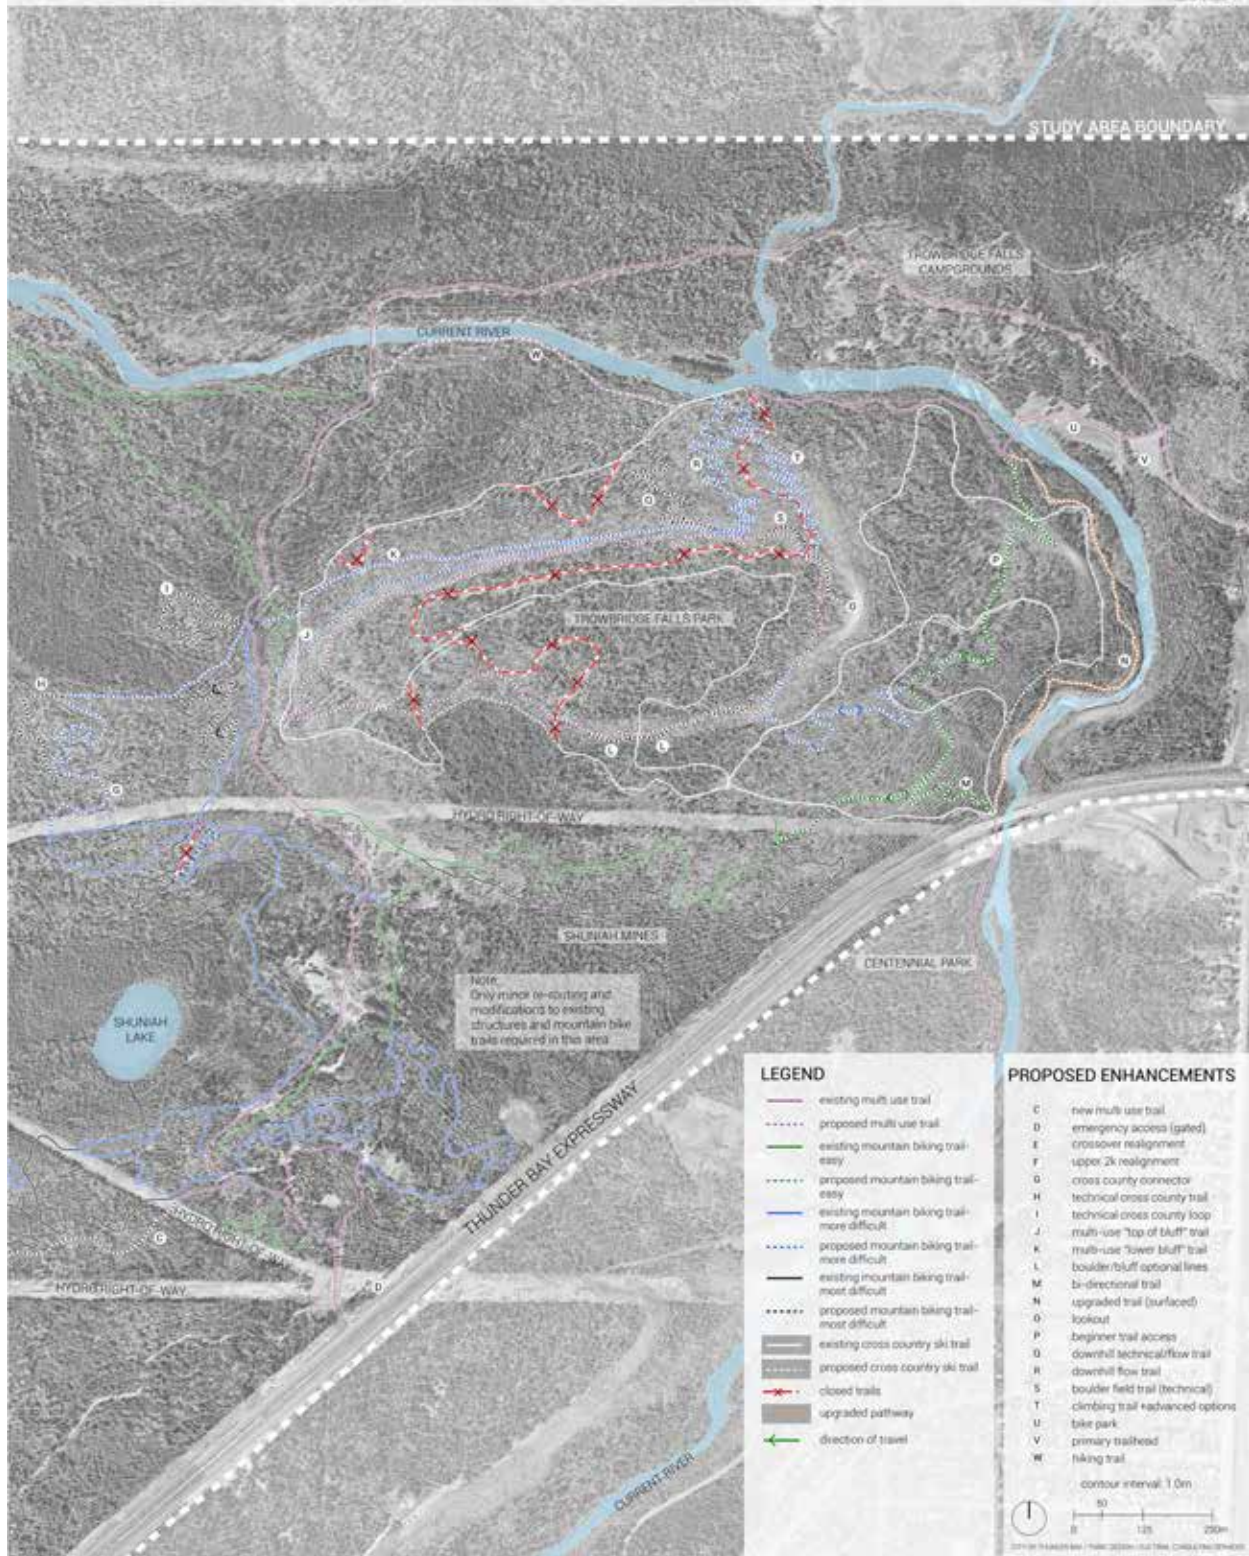 STUDY AREA BOUNDARY
TROWBRIDGE FALLS
CAMPGROUNDS
CURRENT RIVER
W
U
V
R
T
Q
S
K
P
I
O
TROWBRIDGE FALLS PARK
J
N
H
L
L
M
G
HYDRO RIGHT-OF-WAY
SHUNIAH MINES
CENTENNIAL PARK
Note:
Only minor re-routing and
modifications to existing
structures and mountain bike
trails required in this area
SHUNIAH
LAKE
THUNDER BAY EXPRESSWAY
HYDRO RIGHT-OF-WAY
C
HYDRO RIGHT-OF-WAY
D
CURRENT RIVER
LEGEND
existing multi use trail
proposed multi use trail
existing mountain biking trail-
easy
proposed mountain biking trail-
easy
existing mountain biking trail-
more difficult
proposed mountain biking trail-
more difficult
existing mountain biking trail-
most difficult
proposed mountain biking trail-
most difficult
existing cross country ski trail
proposed cross country ski trail
closed trails
upgraded pathway
direction of travel
PROPOSED ENHANCEMENTS
C new multi use trail
D emergency access (gated)
E crossover realignment
F upper 2k realignment
G cross county connector
H technical cross county trail
I technical cross county loop
J multi-use "top of bluff" trail
K multi-use "lower bluff" trail
L boulder/bluff optional lines
M bi-directional trail
N upgraded trail (surfaced)
O lookout
P beginner trail access
Q downhill technical/flow trail
R downhill flow trail
S boulder field trail (technical)
T climbing trail +advanced options
U bike park
V primary trailhead
W hiking trail
contour interval: 1.0m
50
0 125 250m